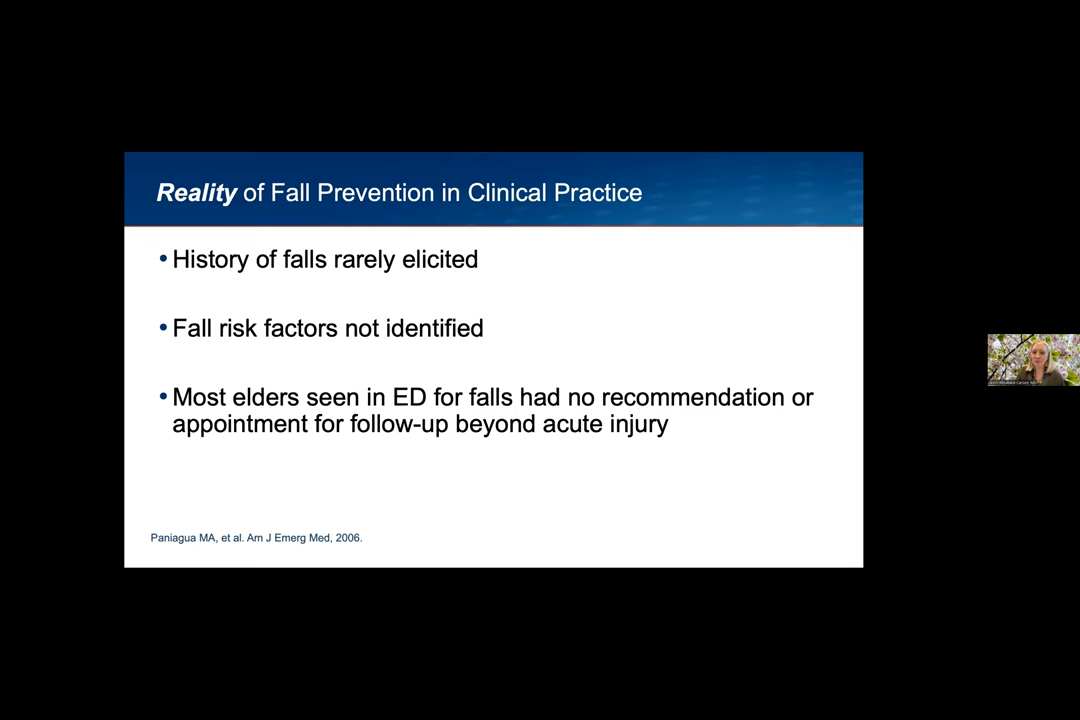 Reality of Fall Prevention in Clinical Practice
• History of falls rarely elicited
• Fall risk factors not identified
• Most elders seen in ED for falls had no recommendation or
appointment for follow-up beyond acute injury
Paniagua MA, et al. Am J Emerg Med, 2006.